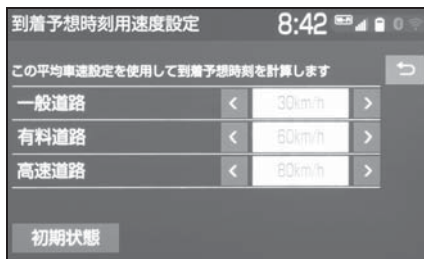 到着予想時刻用速度設定 8:42
この平均車速設定を使用して到着予想時刻を計算します
一般道路 < 30km/h >
有料道路 < 60km/h >
高速道路 < 80km/h >
初期状態